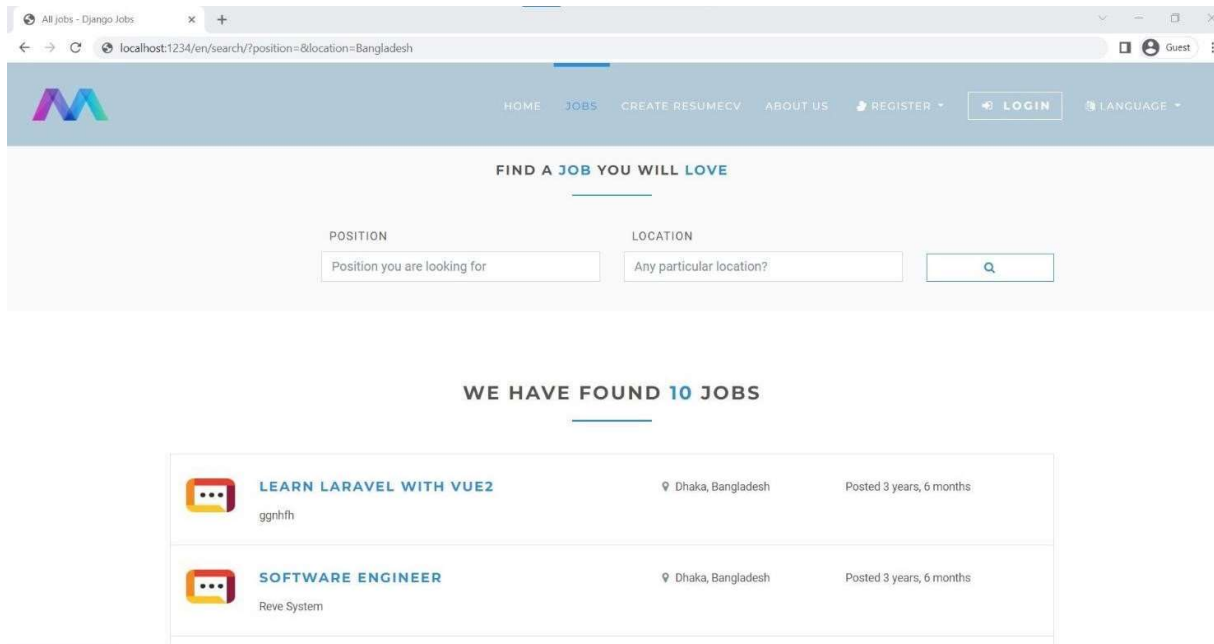 All jobs - Django Jobs
localhost:1234/en/search/?position=&location=Bangladesh
Guest
HOME JOBS CREATE RESUMECV ABOUT US REGISTER LOGIN LANGUAGE
FIND A JOB YOU WILL LOVE
POSITION LOCATION
Position you are looking for Any particular location?
WE HAVE FOUND 10 JOBS
LEARN LARAVEL WITH VUE2 Dhaka, Bangladesh Posted 3 years, 6 months
ggnhfh
SOFTWARE ENGINEER Dhaka, Bangladesh Posted 3 years, 6 months
Reve System